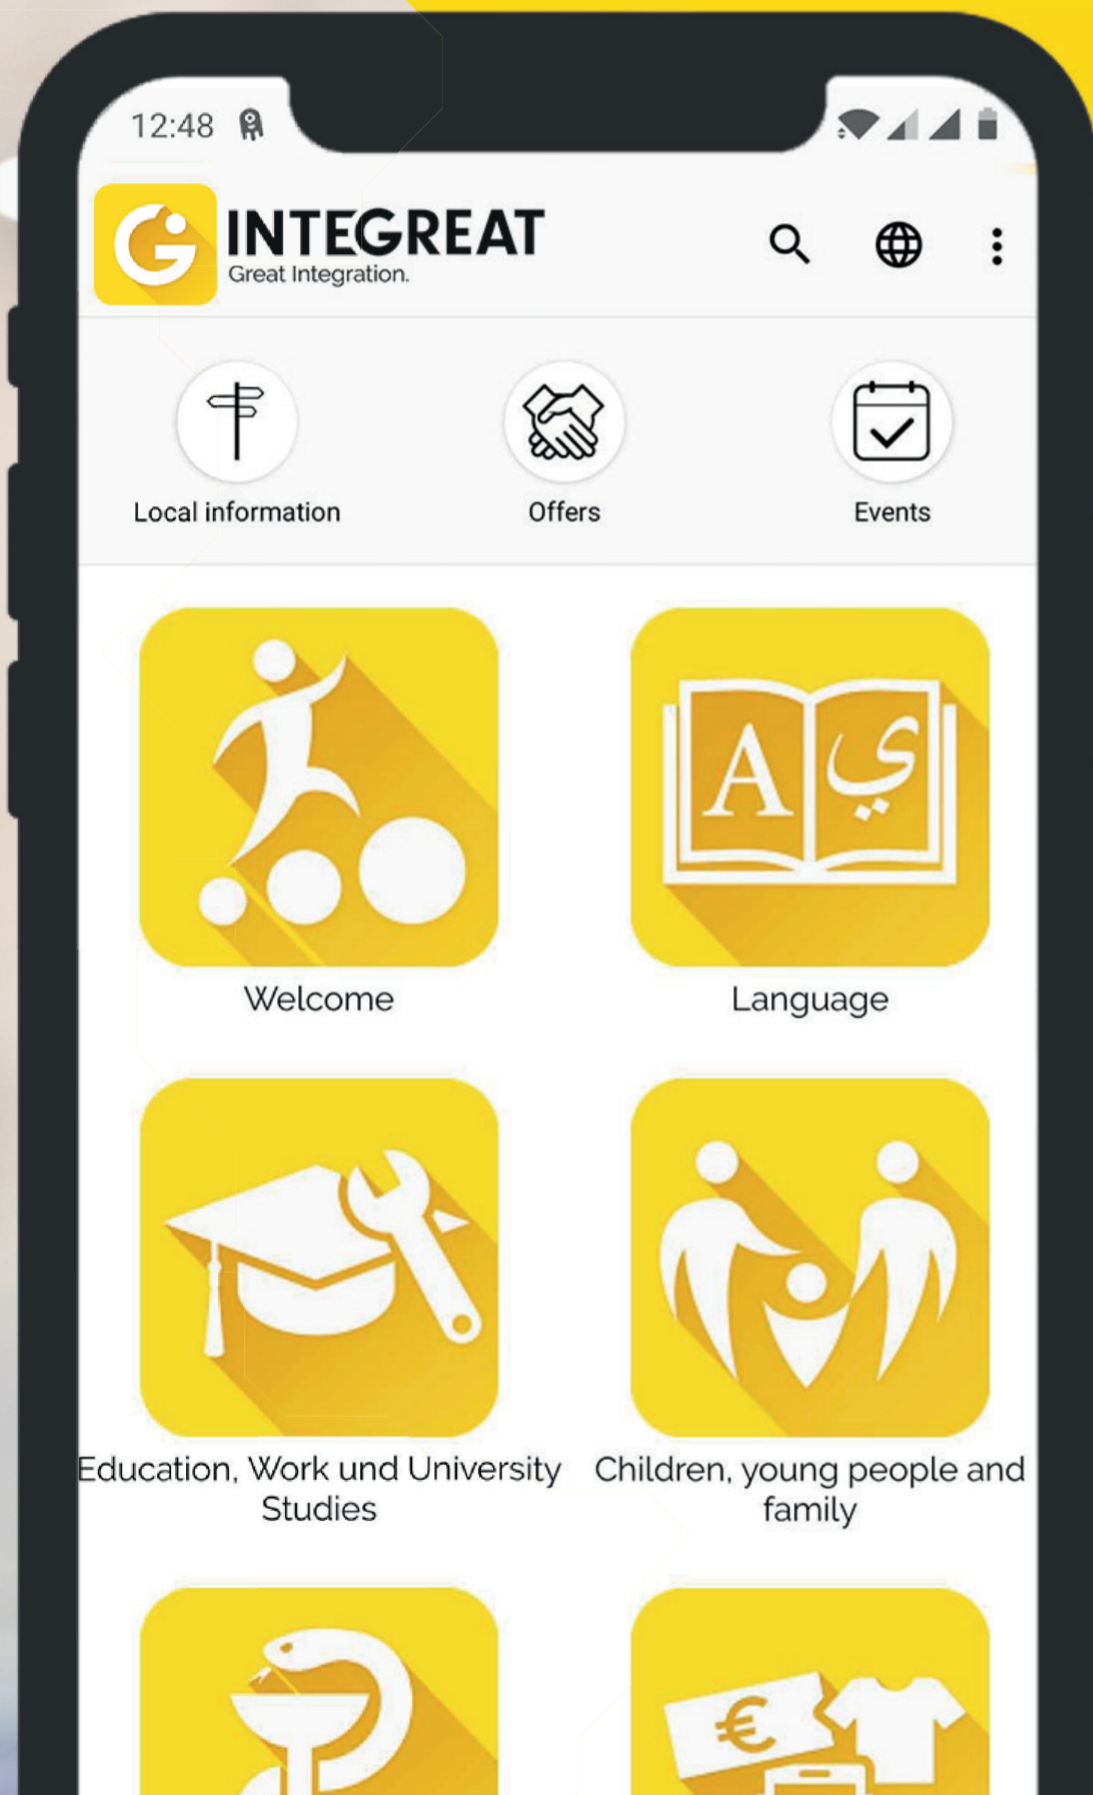 12:48
INTEGREAT
Great Integration.
Local information
Offers
Events
A ي
Welcome
Language
Education, Work und University
Studies
Children, young people and
family
€